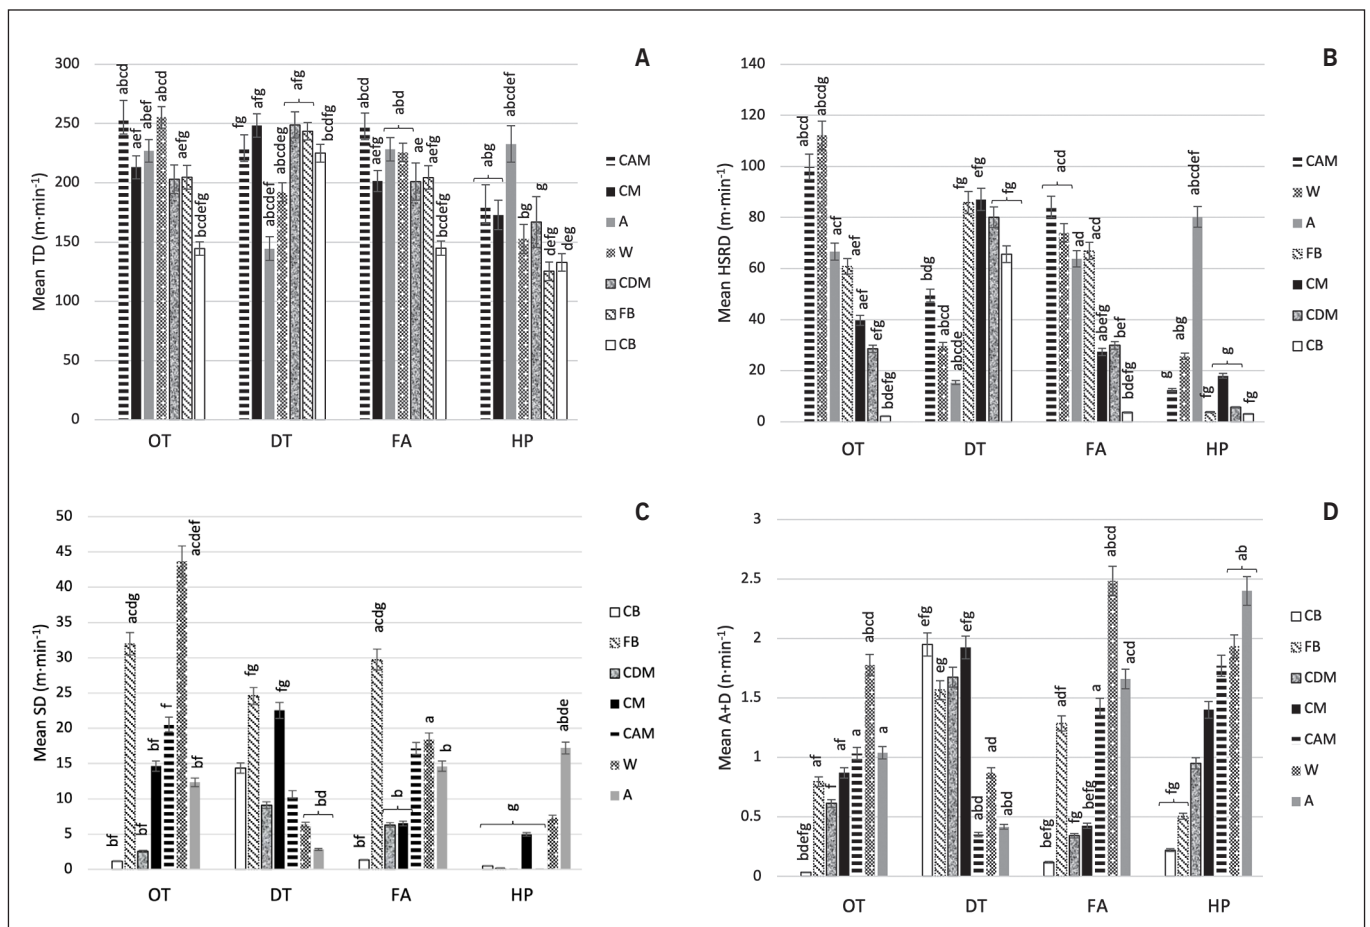 A
Mean TD (m·min-1)
300
250
200
150
100
50
0
abcd
aef
abef
abcd
aefg
bcdefg
fg
afg
abcdef
abcdeg
afg
bcdfg
abcd
aefg
abd
ae
aefg
bcdefg
abg
abcdef
bg
g
defg
deg
OT
DT
FA
HP
CAM
CM
A
W
CDM
FB
CB
B
Mean HSRD (m·min-1)
140
120
100
80
60
40
20
0
abcd
abcdg
acf
aef
aef
efg
bdefg
bdg
abcd
abcde
fg
efg
fg
acd
ad
acd
abefg
bef
bdefg
g
abg
abcdef
fg
g
fg
OT
DT
FA
HP
CAM
W
A
FB
CM
CDM
CB
C
Mean SD (m·min-1)
50
45
40
35
30
25
20
15
10
5
0
bf
acdg
bf
bf
f
acdef
bf
fg
fg
bd
bf
acdg
b
a
b
g
abde
OT
DT
FA
HP
CB
FB
CDM
CM
CAM
W
A
D
Mean A+D (n·min-1)
3
2.5
2
1.5
1
0.5
0
bdefg
af
f
af
a
abcd
a
efg
eg
efg
abd
ad
abd
befg
adf
fg
befg
a
abcd
acd
fg
ab
OT
DT
FA
HP
CB
FB
CDM
CM
CAM
W
A